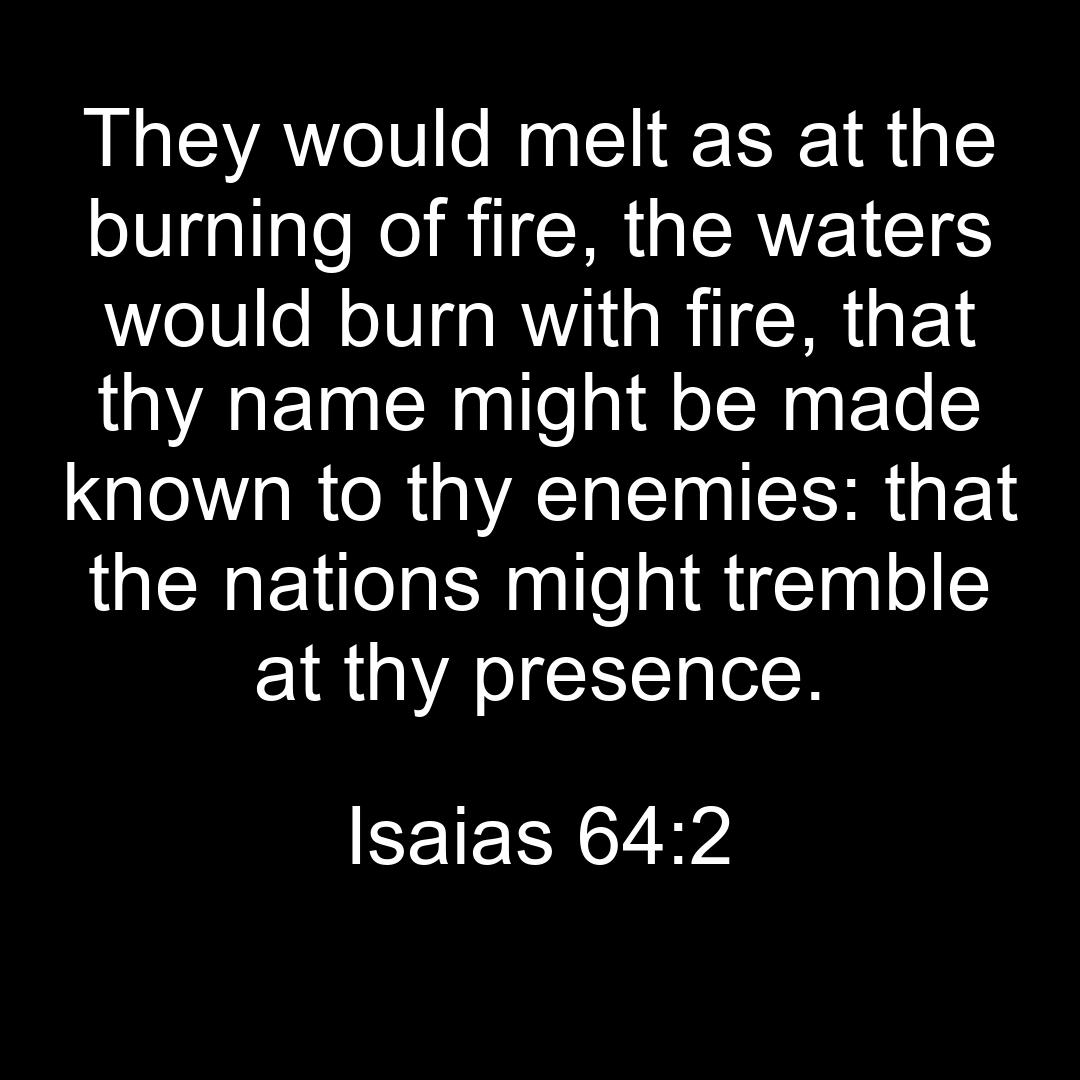 They would melt as at the
burning of fire, the waters
would burn with fire, that
thy name might be made
known to thy enemies: that
the nations might tremble
at thy presence.
Isaias 64:2